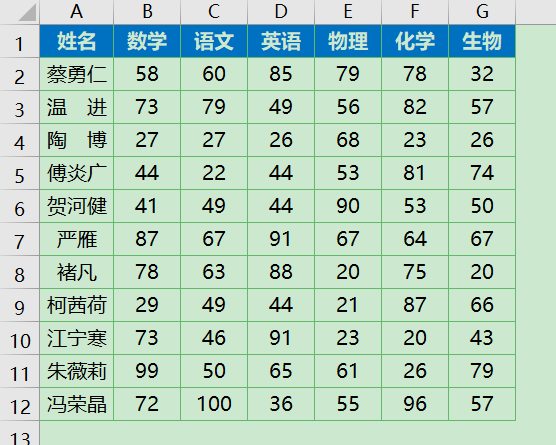 A B C D E F G
1 姓名 数学 语文 英语 物理 化学 生物
2 蔡勇仁 58 60 85 79 78 32
3 温　进 73 79 49 56 82 57
4 陶　博 27 27 26 68 23 26
5 傅炎广 44 22 44 53 81 74
6 贺河健 41 49 44 90 53 50
7 严雁 87 67 91 67 64 67
8 褚凡 78 63 88 20 75 20
9 柯茜荷 29 49 44 21 87 66
10 江宁寒 73 46 91 23 20 43
11 朱薇莉 99 50 65 61 26 79
12 冯荣晶 72 100 36 55 96 57
13